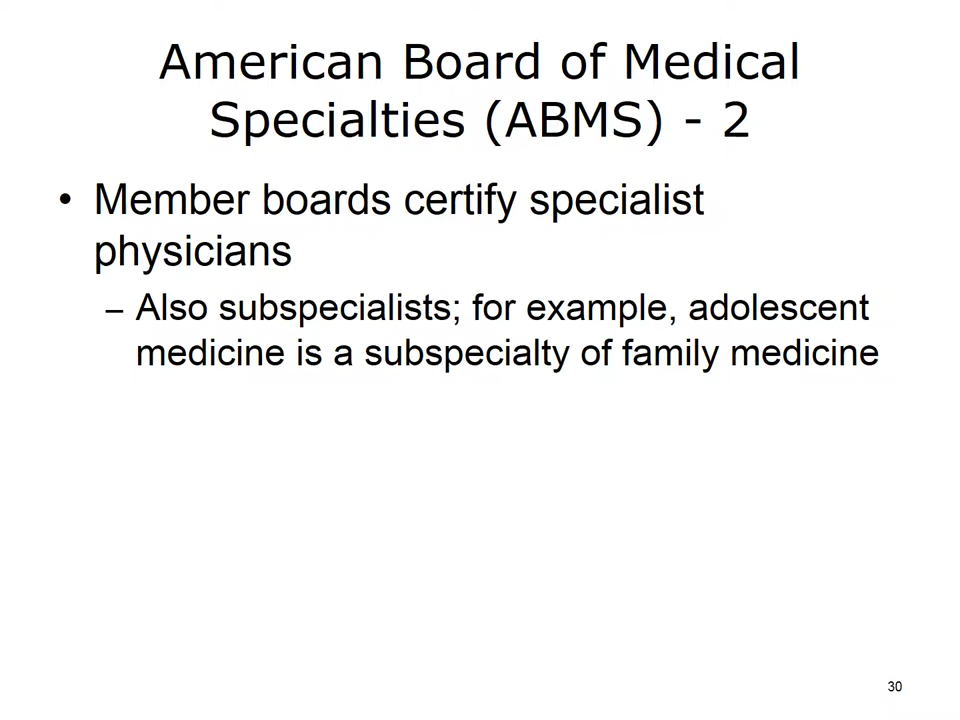 American Board of Medical
Specialties (ABMS) - 2
• Member boards certify specialist
physicians
– Also subspecialists; for example, adolescent
medicine is a subspecialty of family medicine
30